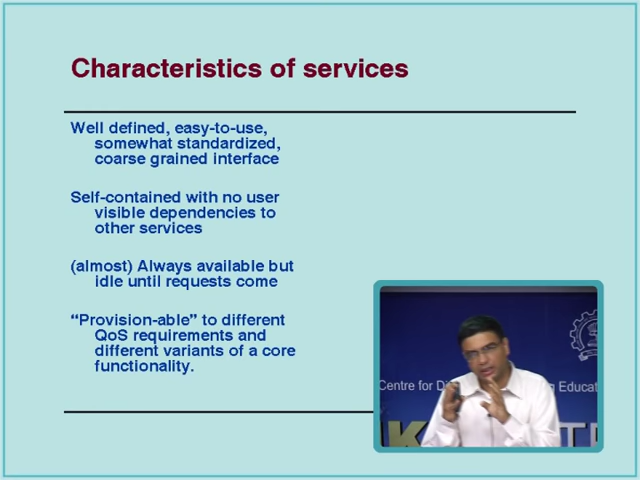 Characteristics of services
Well defined, easy-to-use,
somewhat standardized,
coarse grained interface
Self-contained with no user
visible dependencies to
other services
(almost) Always available but
idle until requests come
“Provision-able” to different
QoS requirements and
different variants of a core
functionality.
Centre for